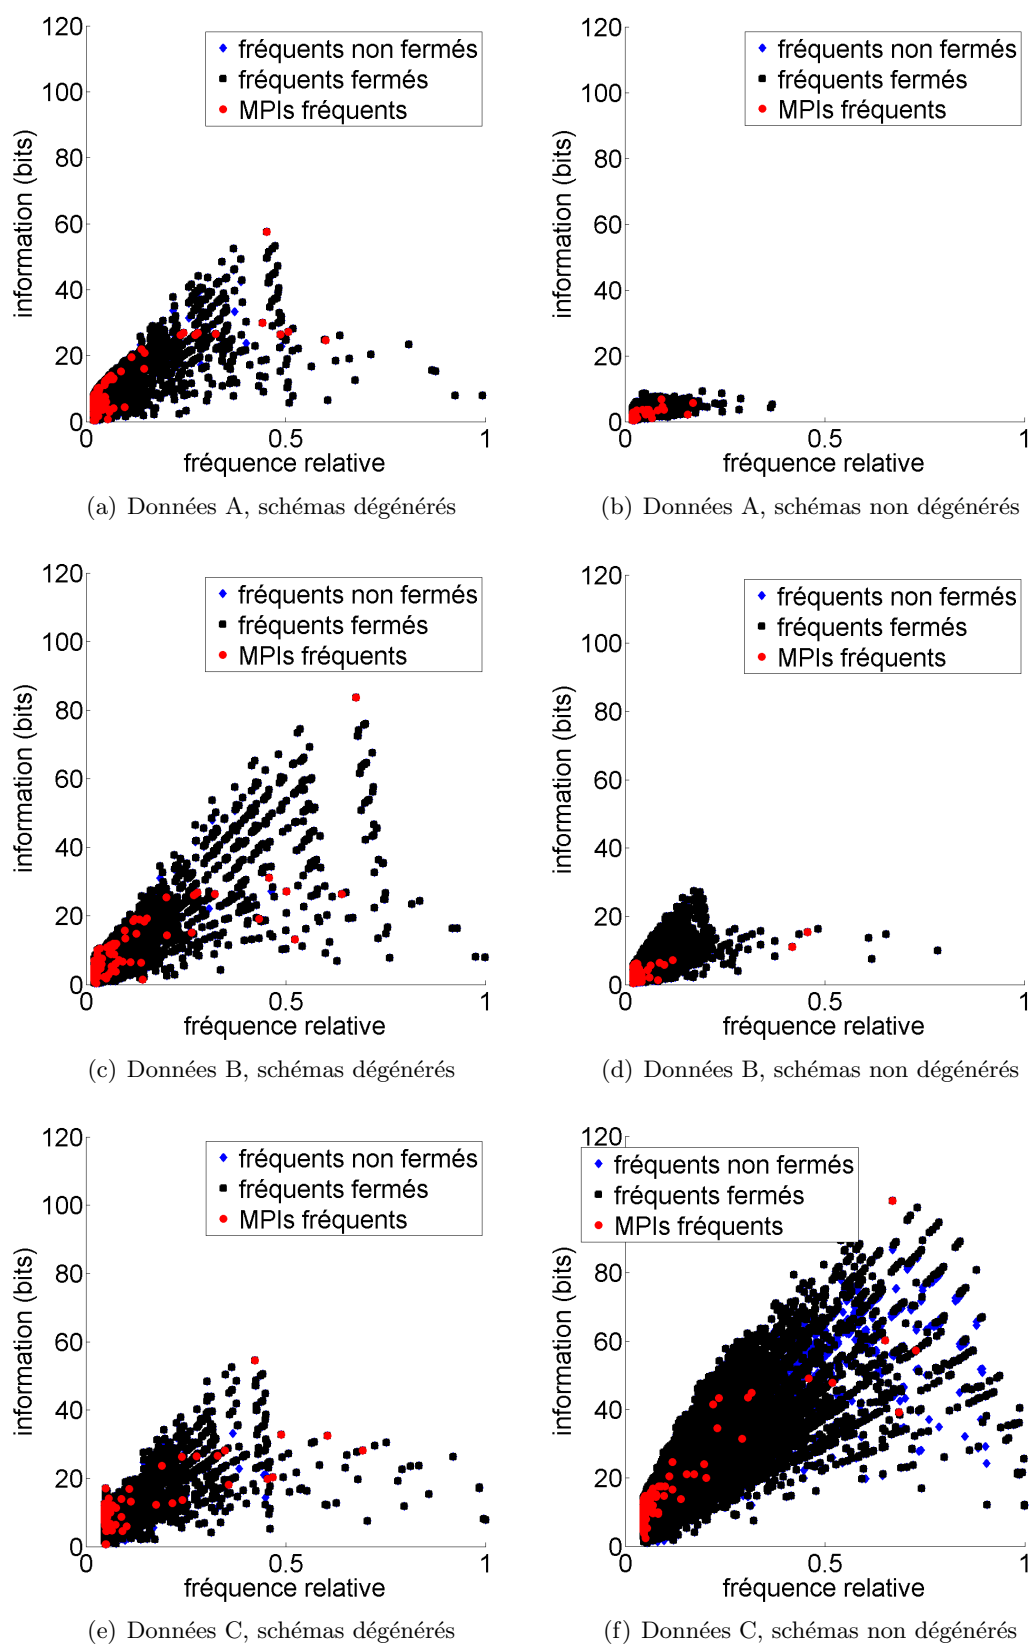 120
100
80
60
40
20
0
information (bits)
fréquents non fermés
fréquents fermés
MPIs fréquents
0
0.5
1
fréquence relative
(a) Données A, schémas dégénérés
120
100
80
60
40
20
0
information (bits)
fréquents non fermés
fréquents fermés
MPIs fréquents
0
0.5
1
fréquence relative
(b) Données A, schémas non dégénérés
120
100
80
60
40
20
0
information (bits)
fréquents non fermés
fréquents fermés
MPIs fréquents
0
0.5
1
fréquence relative
(c) Données B, schémas dégénérés
120
100
80
60
40
20
0
information (bits)
fréquents non fermés
fréquents fermés
MPIs fréquents
0
0.5
1
fréquence relative
(d) Données B, schémas non dégénérés
120
100
80
60
40
20
0
information (bits)
fréquents non fermés
fréquents fermés
MPIs fréquents
0
0.5
1
fréquence relative
(e) Données C, schémas dégénérés
120
80
60
40
20
0
information (bits)
fréquents non fermés
fréquents fermés
MPIs fréquents
0
0.5
1
fréquence relative
(f) Données C, schémas non dégénérés